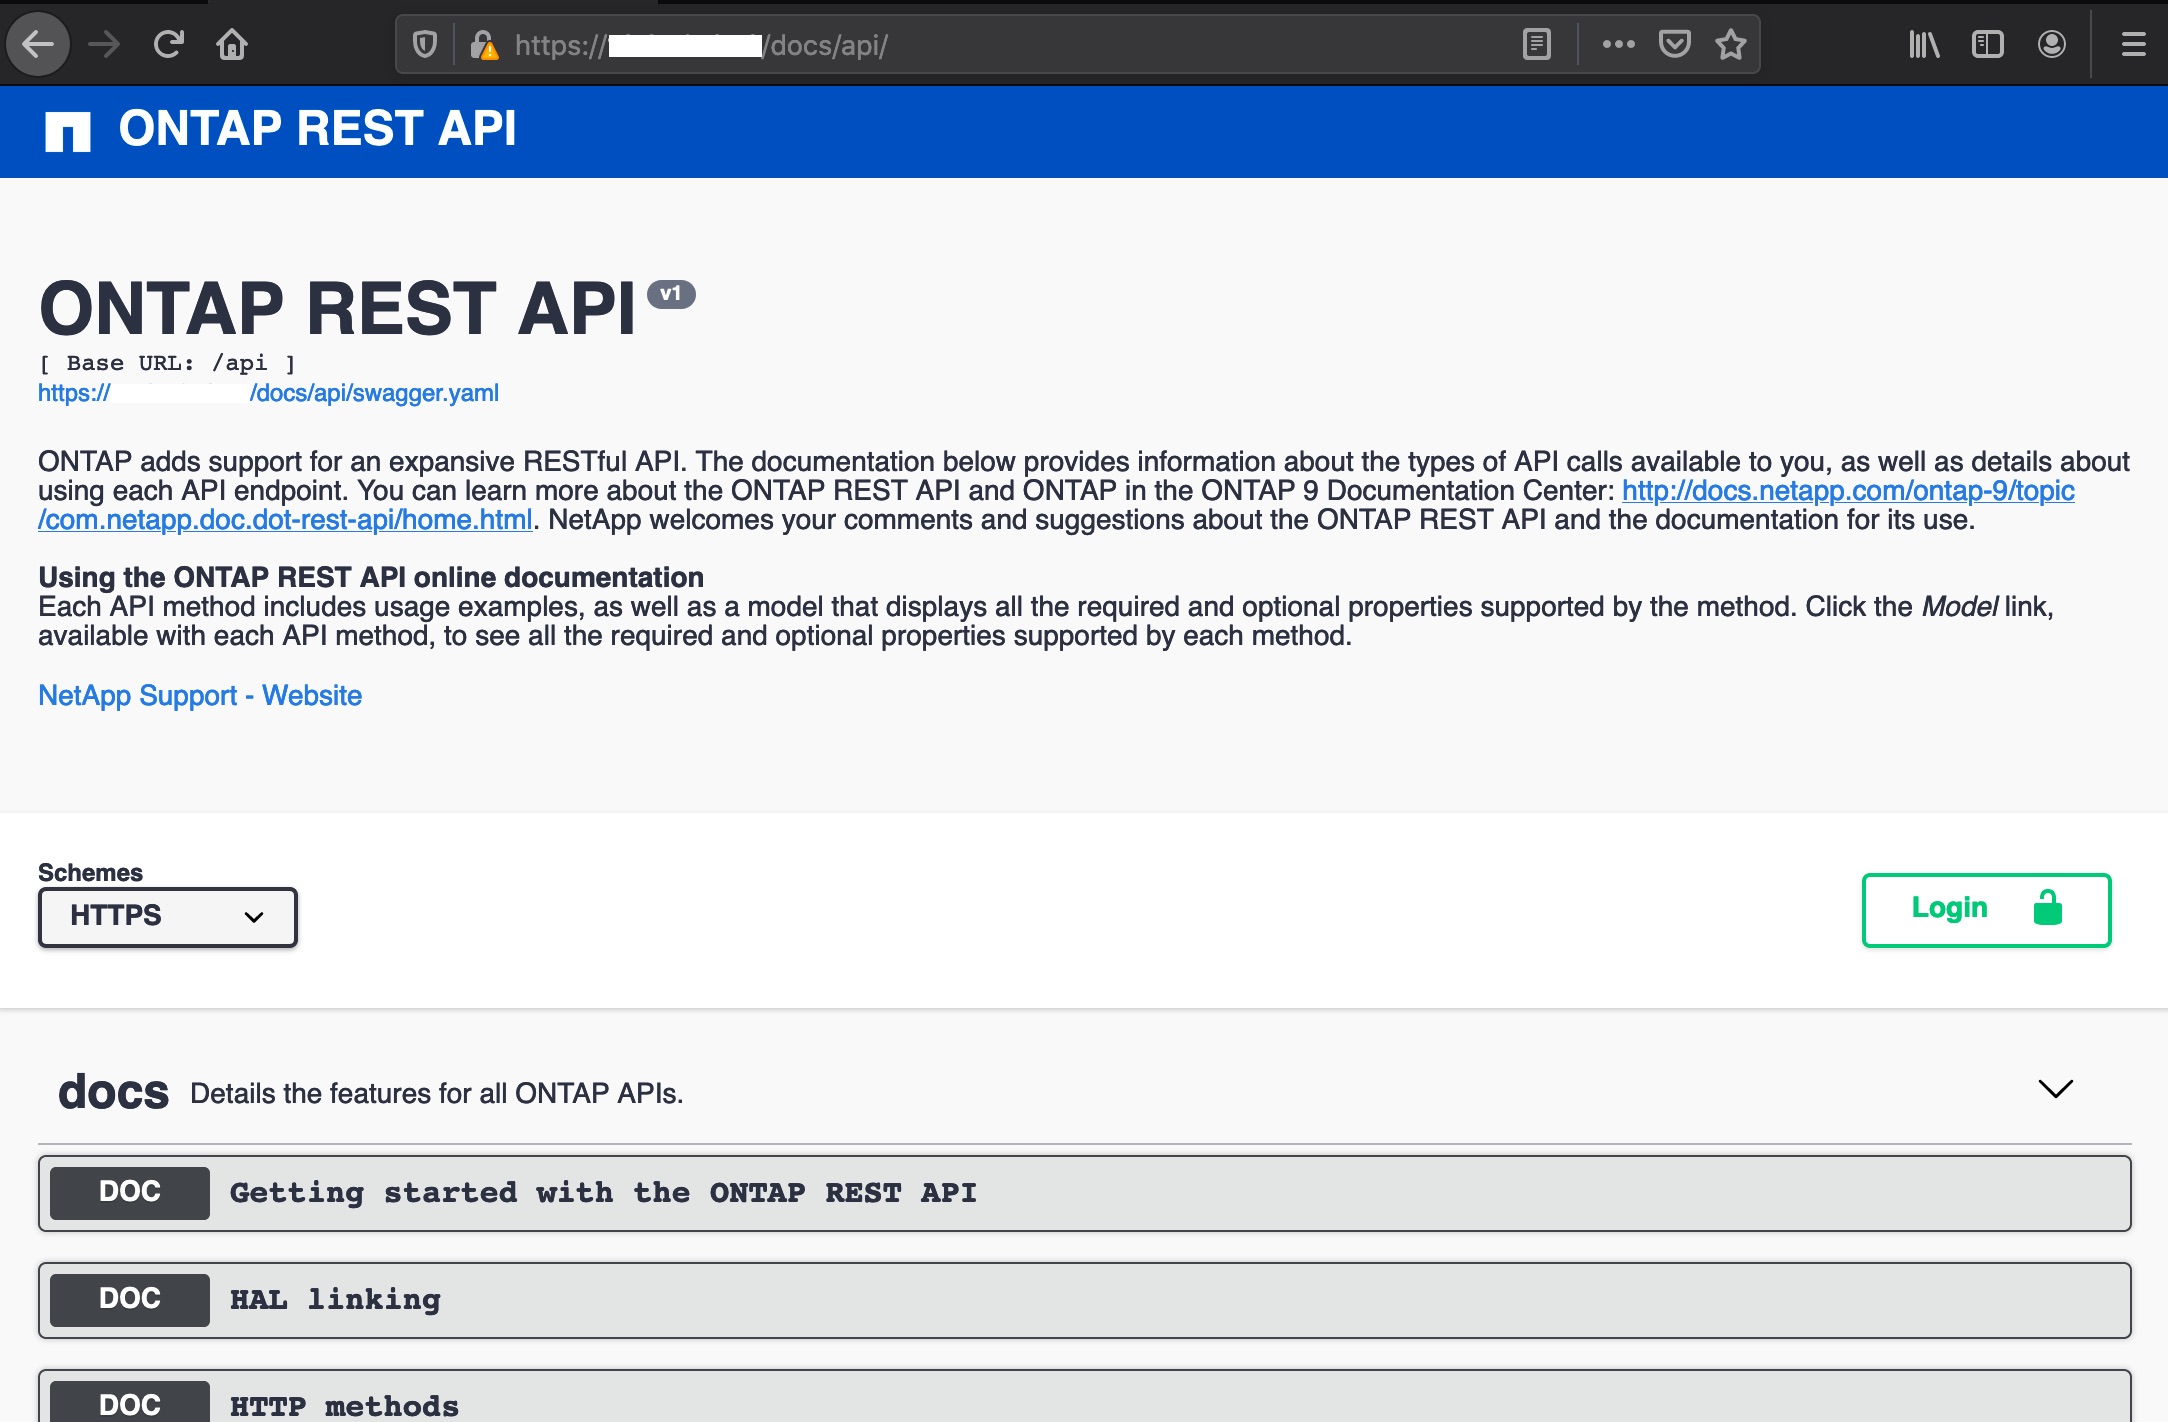 https:// /docs/api/
ONTAP REST API
ONTAP REST API v1
[ Base URL: /api ]
https:// /docs/api/swagger.yaml
ONTAP adds support for an expansive RESTful API. The documentation below provides information about the types of API calls available to you, as well as details about
using each API endpoint. You can learn more about the ONTAP REST API and ONTAP in the ONTAP 9 Documentation Center: http://docs.netapp.com/ontap-9/topic
/com.netapp.doc.dot-rest-api/home.html. NetApp welcomes your comments and suggestions about the ONTAP REST API and the documentation for its use.
Using the ONTAP REST API online documentation
Each API method includes usage examples, as well as a model that displays all the required and optional properties supported by the method. Click the Model link,
available with each API method, to see all the required and optional properties supported by each method.
NetApp Support - Website
Schemes
HTTPS
Login
docs Details the features for all ONTAP APIs.
DOC Getting started with the ONTAP REST API
DOC HAL linking
DOC HTTP methods